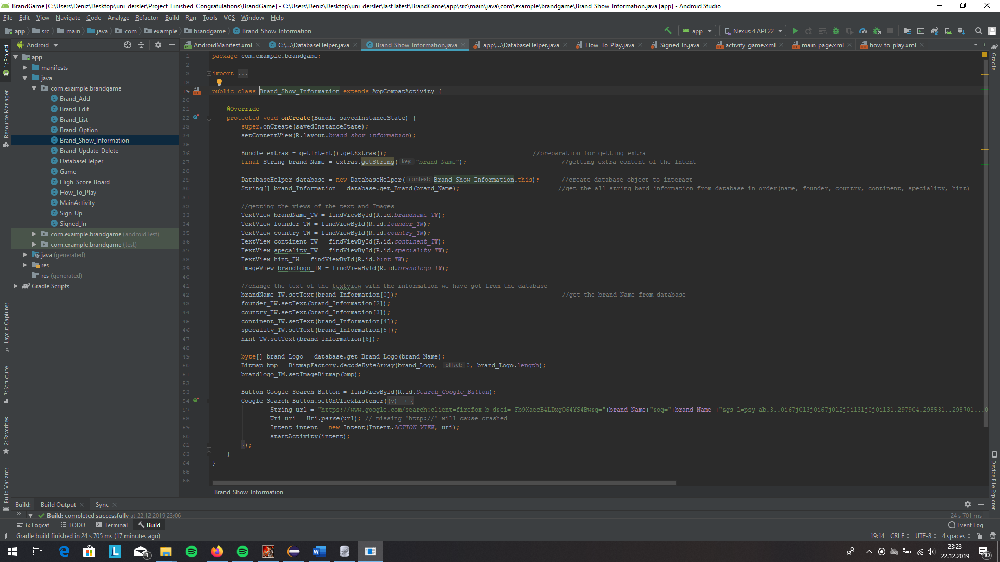 BrandGame [C:\Users\Deniz\Desktop\uni_dersler\Project_Finished_Congratulations\BrandGame] - C:\Users\Deniz\Desktop\uni_dersler\last latest\BrandGame\app\src\main\java\com\example\brandgame\Brand_Show_Information.java [app] - Android Studio
File Edit View Navigate Code Analyze Refactor Build Run Tools VCS Window Help
app src main java com example brandgame Brand_Show_Information
app Nexus 4 API 22
Android
AndroidManifest.xml C:\...\DatabaseHelper.java Brand_Show_Information.java app\...\DatabaseHelper.java How_To_Play.java Signed_In.java activity_game.xml main_page.xml how_to_play.xml
1: Project
Resource Manager
Layout Captures
7: Structure
2: Favorites
Build Variants
app
manifests
java
com.example.brandgame
Brand_Add
Brand_Edit
Brand_List
Brand_Option
Brand_Show_Information
Brand_Update_Delete
DatabaseHelper
Game
High_Score_Board
How_To_Play
MainActivity
Sign_Up
Signed_In
com.example.brandgame (androidTest)
com.example.brandgame (test)
java (generated)
res
res (generated)
Gradle Scripts
1 package com.example.brandgame;
2
3 import ...
18
19 public class Brand_Show_Information extends AppCompatActivity {
20
21 @Override
22 protected void onCreate(Bundle savedInstanceState) {
23 super.onCreate(savedInstanceState);
24 setContentView(R.layout.brand_show_information);
25
26 Bundle extras = getIntent().getExtras(); //preparation for getting extra
27 final String brand_Name = extras.getString( key: "brand_Name"); //getting extra content of the Intent
28
29 DatabaseHelper database = new DatabaseHelper( context: Brand_Show_Information.this); //create database object to interact
30 String[] brand_Information = database.get_Brand(brand_Name); //get the all string band information from database in order(name, founder, country, continent, speciality, hint)
31
32 //getting the views of the text and Images
33 TextView brandName_TW = findViewById(R.id.brandname_TW);
34 TextView founder_TW = findViewById(R.id.founder_TW);
35 TextView country_TW = findViewById(R.id.country_TW);
36 TextView continent_TW = findViewById(R.id.continent_TW);
37 TextView specality_TW = findViewById(R.id.speciality_TW);
38 TextView hint_TW = findViewById(R.id.hint_TW);
39 ImageView brandlogo_IM = findViewById(R.id.brandlogo_IW);
40
41 //change the text of the textview with the information we have got from the database
42 brandName_TW.setText(brand_Information[0]); //get the brand_Name from database
43 founder_TW.setText(brand_Information[2]);
44 country_TW.setText(brand_Information[3]);
45 continent_TW.setText(brand_Information[4]);
46 specality_TW.setText(brand_Information[5]);
47 hint_TW.setText(brand_Information[6]);
48
49 byte[] brand_Logo = database.get_Brand_Logo(brand_Name);
50 Bitmap bmp = BitmapFactory.decodeByteArray(brand_Logo, offset: 0, brand_Logo.length);
51 brandlogo_IM.setImageBitmap(bmp);
52
53 Button Google_Search_Button = findViewById(R.id.Search_Google_Button);
54 Google_Search_Button.setOnClickListener((v) → {
57 String url = "https://www.google.com/search?client=firefox-b-d&ei=-Fb9XaecB4LDxgO64YS4Bw&q="+brand_Name+"&oq="+brand_Name +"&gs_l=psy-ab.3..0i67j0l3j0i67j0l2j0i131j0j0i131.297904.298531..298701...0
58 Uri uri = Uri.parse(url); // missing 'http://' will cause crashed
59 Intent intent = new Intent(Intent.ACTION_VIEW, uri);
60 startActivity(intent);
61 });
63 }
64 }
65
66
Brand_Show_Information
Gradle
Device File Explorer
Build: Build Output Sync
Build: completed successfully at 22.12.2019 23:06 24 s 701 ms
6: Logcat TODO Terminal Build Event Log
Gradle build finished in 24 s 705 ms (17 minutes ago) 19:14 CRLF UTF-8 4 spaces
23:23
22.12.2019
10